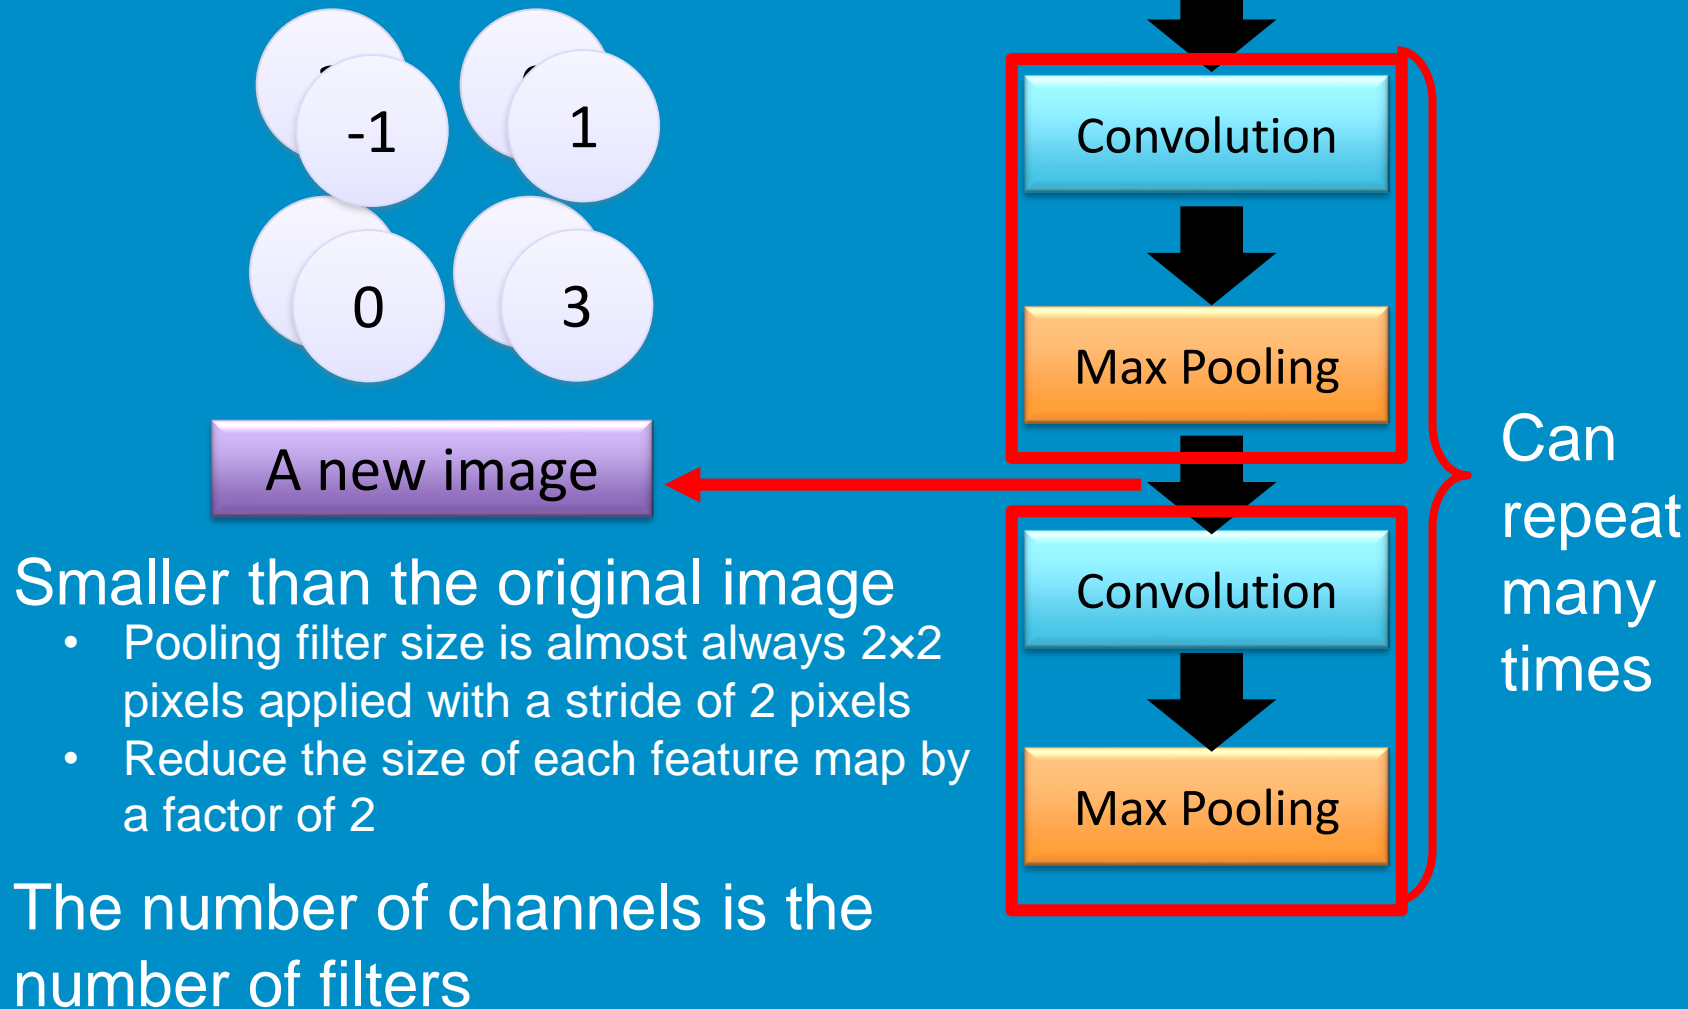 -1
1
0
3
A new image
Smaller than the original image
• Pooling filter size is almost always 2×2
pixels applied with a stride of 2 pixels
• Reduce the size of each feature map by
a factor of 2
The number of channels is the
number of filters
Convolution
Max Pooling
Convolution
Max Pooling
Can
repeat
many
times